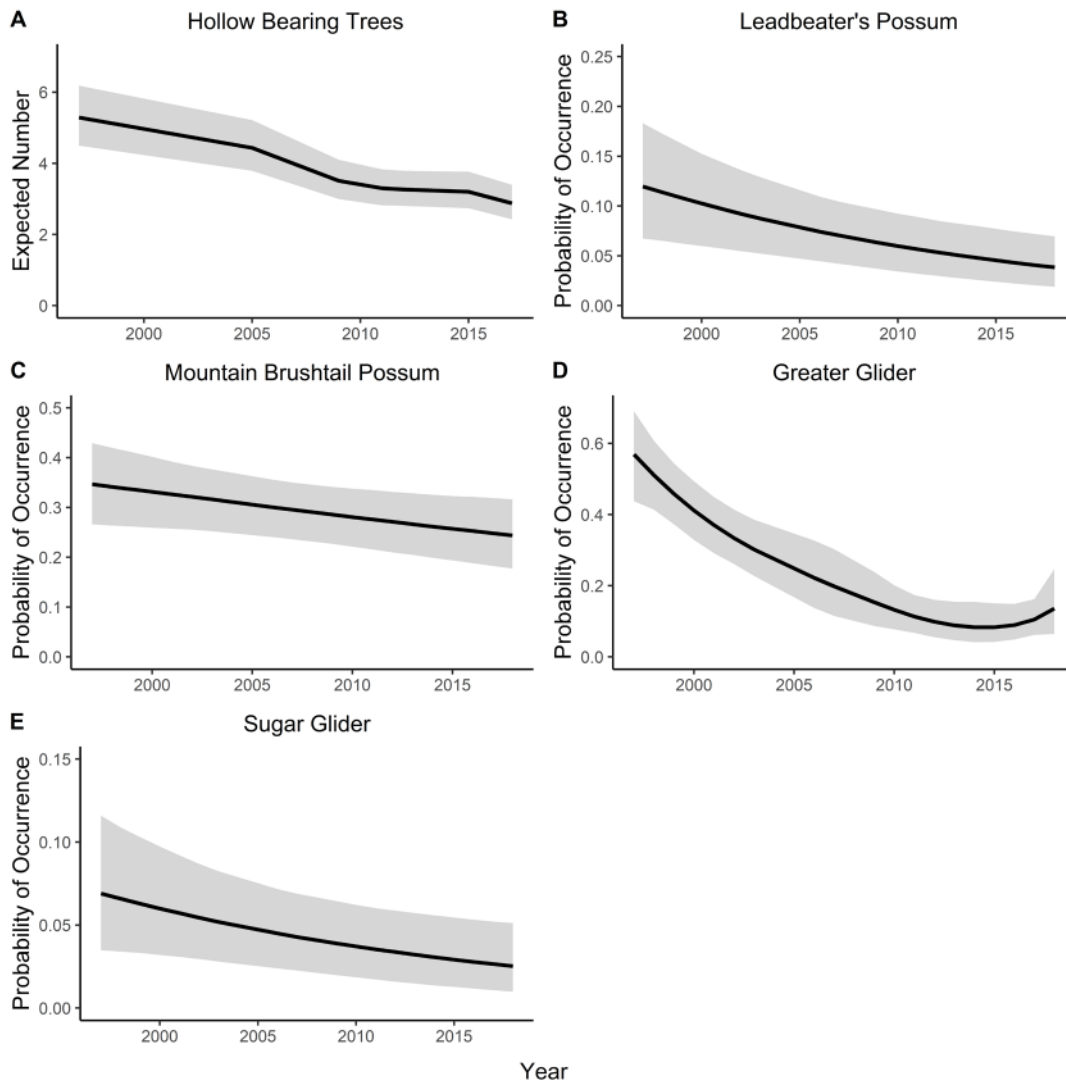 A Hollow Bearing Trees
Expected Number
6
4
2
0
2000 2005 2010 2015
B Leadbeater's Possum
Probability of Occurrence
0.25
0.20
0.15
0.10
0.05
0.00
2000 2005 2010 2015
C Mountain Brushtail Possum
Probability of Occurrence
0.5
0.4
0.3
0.2
0.1
0.0
2000 2005 2010 2015
D Greater Glider
Probability of Occurrence
0.6
0.4
0.2
0.0
2000 2005 2010 2015
E Sugar Glider
Probability of Occurrence
0.15
0.10
0.05
0.00
2000 2005 2010 2015
Year